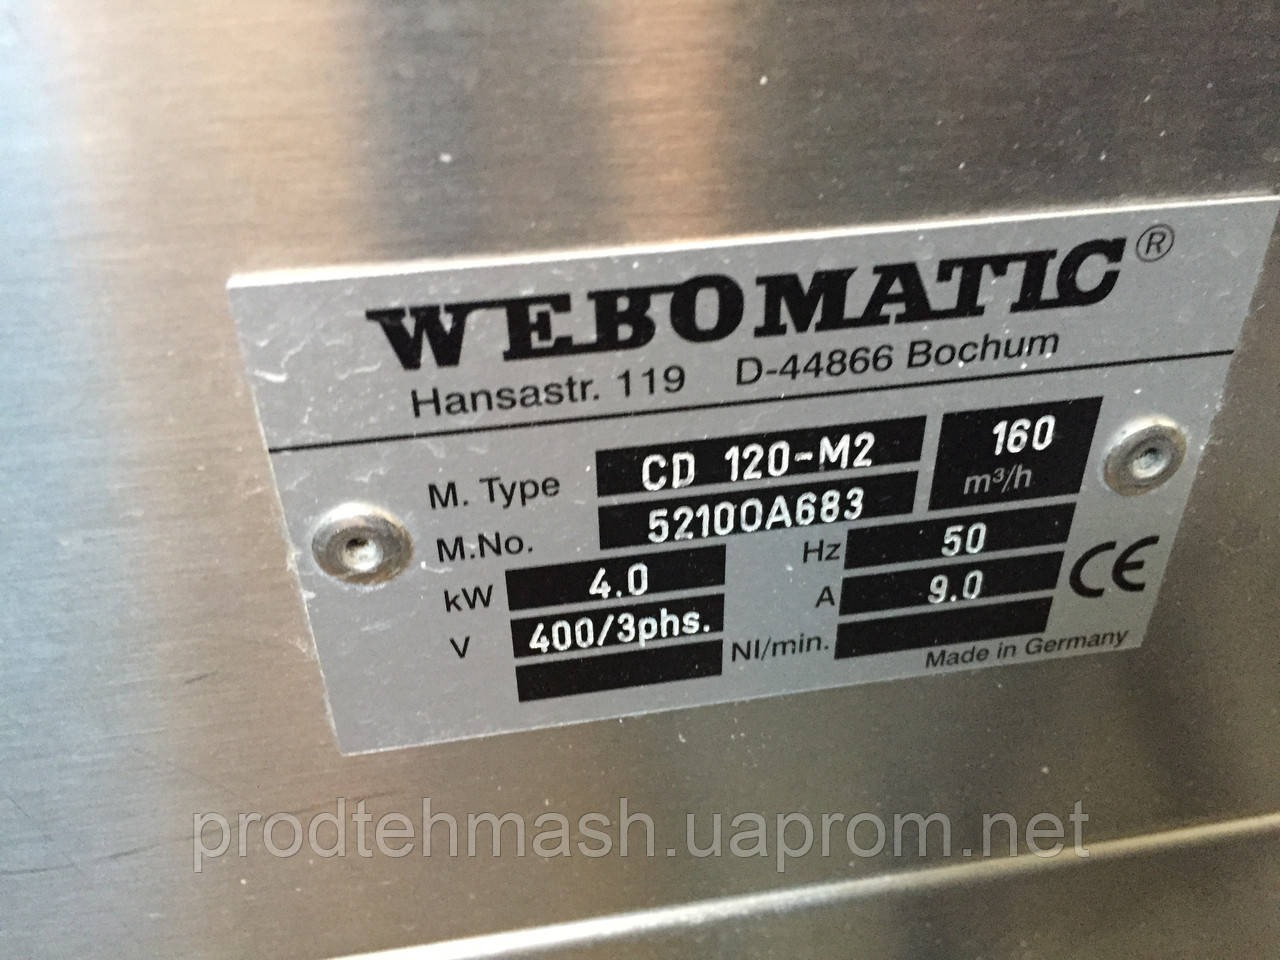 WEBOMATIC®
Hansastr. 119 D-44866 Bochum
M. Type CD 120-M2 160 m³/h
M.No. 52100A683
kW 4.0 Hz 50
V 400/3phs. A 9.0
Nl/min.
CE
Made in Germany
prodtehmash.uaprom.net